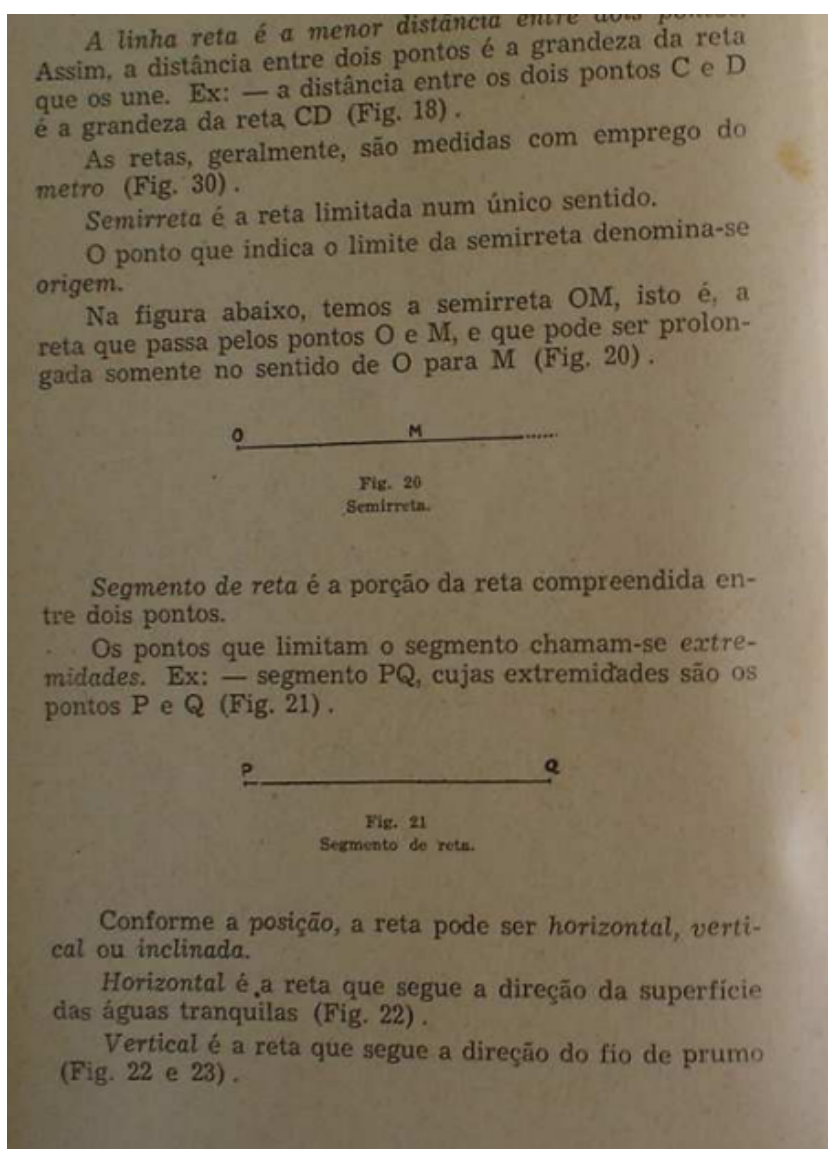 A linha reta é a menor distância entre dois pontos.
Assim, a distância entre dois pontos é a grandeza da reta
que os une. Ex: — a distância entre os dois pontos C e D
é a grandeza da reta CD (Fig. 18).
As retas, geralmente, são medidas com emprego do
metro (Fig. 30).
Semirreta é a reta limitada num único sentido.
O ponto que indica o limite da semirreta denomina-se
origem.
Na figura abaixo, temos a semirreta OM, isto é, a
reta que passa pelos pontos O e M, e que pode ser prolon-
gada somente no sentido de O para M (Fig. 20).
O M
Fig. 20
Semirreta.
Segmento de reta é a porção da reta compreendida en-
tre dois pontos.
Os pontos que limitam o segmento chamam-se extre-
midades. Ex: — segmento PQ, cujas extremidades são os
pontos P e Q (Fig. 21).
P Q
Fig. 21
Segmento de reta.
Conforme a posição, a reta pode ser horizontal, verti-
cal ou inclinada.
Horizontal é a reta que segue a direção da superfície
das águas tranquilas (Fig. 22).
Vertical é a reta que segue a direção do fio de prumo
(Fig. 22 e 23).